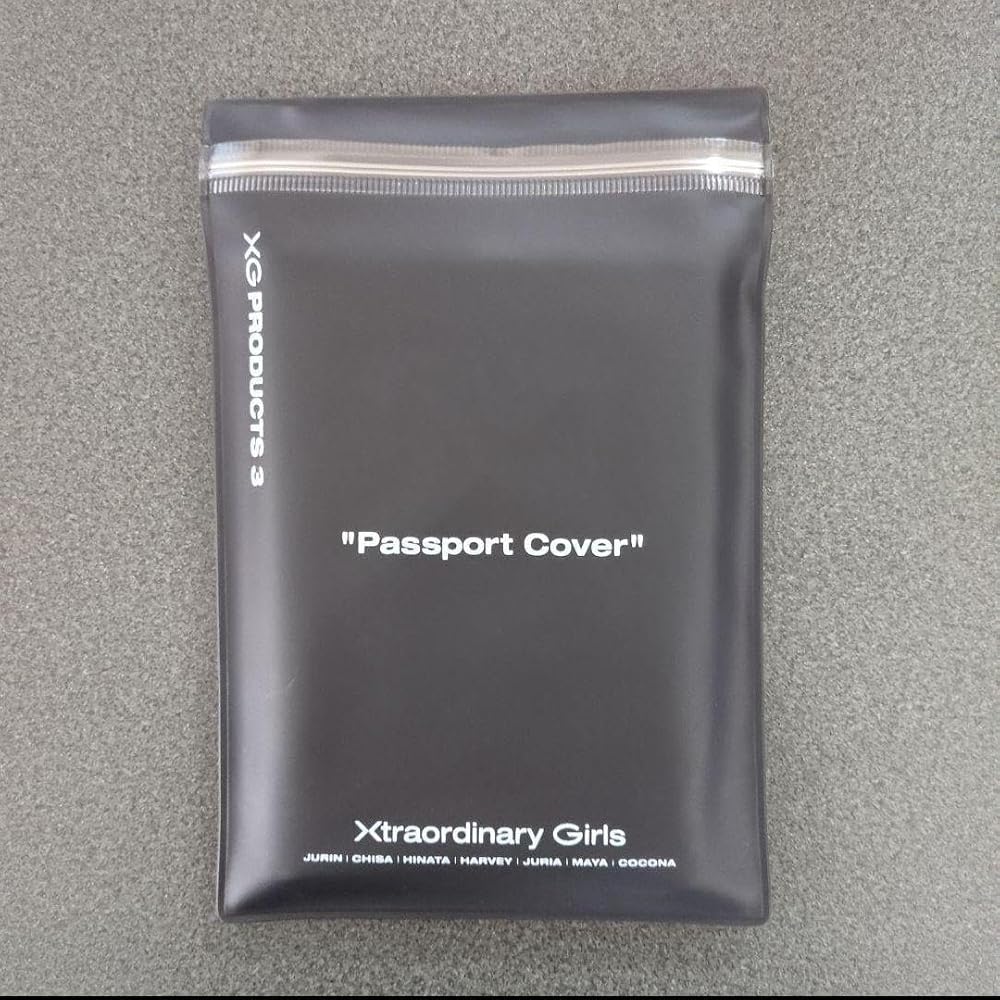 XG PRODUCTS 3
"Passport Cover"
Xtraordinary Girls
JURIN | CHISA | HINATA | HARVEY | JURIA | MAYA | COCONA